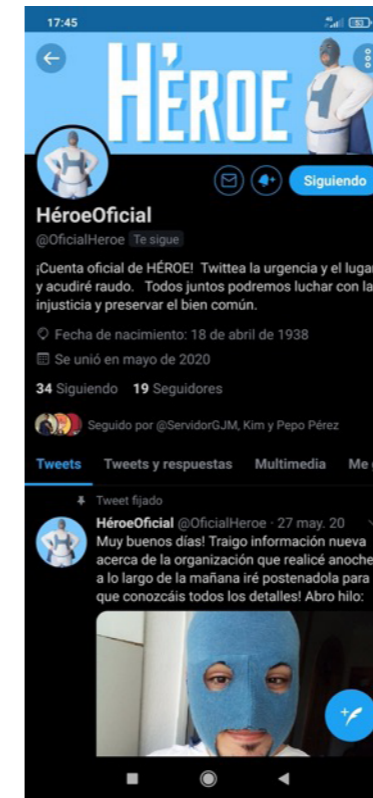 17:45
4G
53
HÉROE
Siguiendo
HéroeOficial
@OficialHeroe Te sigue
¡Cuenta oficial de HÉROE! Twittea la urgencia y el lugar
y acudiré raudo. Todos juntos podremos luchar con la
injusticia y preservar el bien común.
Fecha de nacimiento: 18 de abril de 1938
Se unió en mayo de 2020
34 Siguiendo 19 Seguidores
Seguido por @ServidorGJM, Kim y Pepo Pérez
Tweets Tweets y respuestas Multimedia Me
Tweet fijado
HéroeOficial @OficialHeroe · 27 may. 20
Muy buenos días! Traigo información nueva
acerca de la organización que realicé anoche
a lo largo de la mañana iré postenadola para
que conozcáis todos los detalles! Abro hilo: